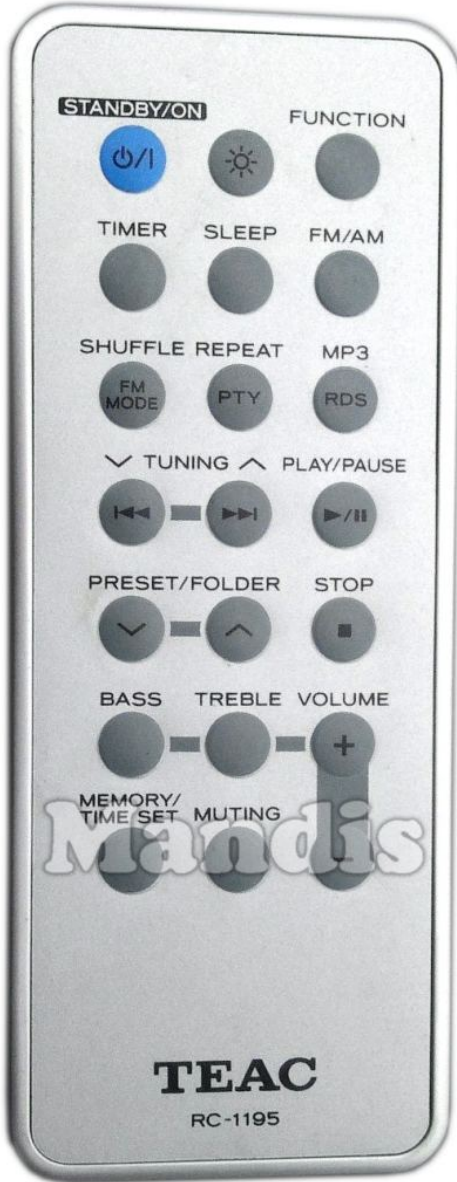 STANDBY/ON
FUNCTION
⏻/I
TIMER SLEEP FM/AM
SHUFFLE REPEAT MP3
FM
MODE
PTY
RDS
TUNING PLAY/PAUSE
PRESET/FOLDER STOP
BASS TREBLE VOLUME
+
MEMORY/
TIME SET
MUTING
-
Mandis
TEAC
RC-1195